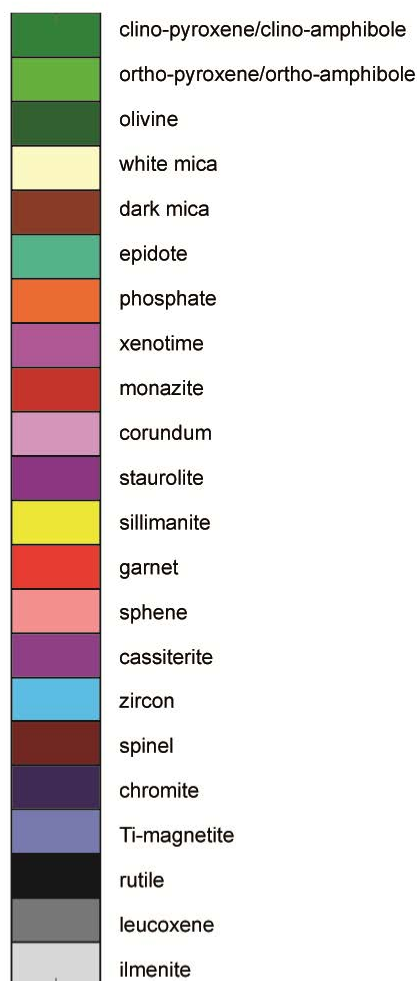 clino-pyroxene/clino-amphibole
ortho-pyroxene/ortho-amphibole
olivine
white mica
dark mica
epidote
phosphate
xenotime
monazite
corundum
staurolite
sillimanite
garnet
sphene
cassiterite
zircon
spinel
chromite
Ti-magnetite
rutile
leucoxene
ilmenite